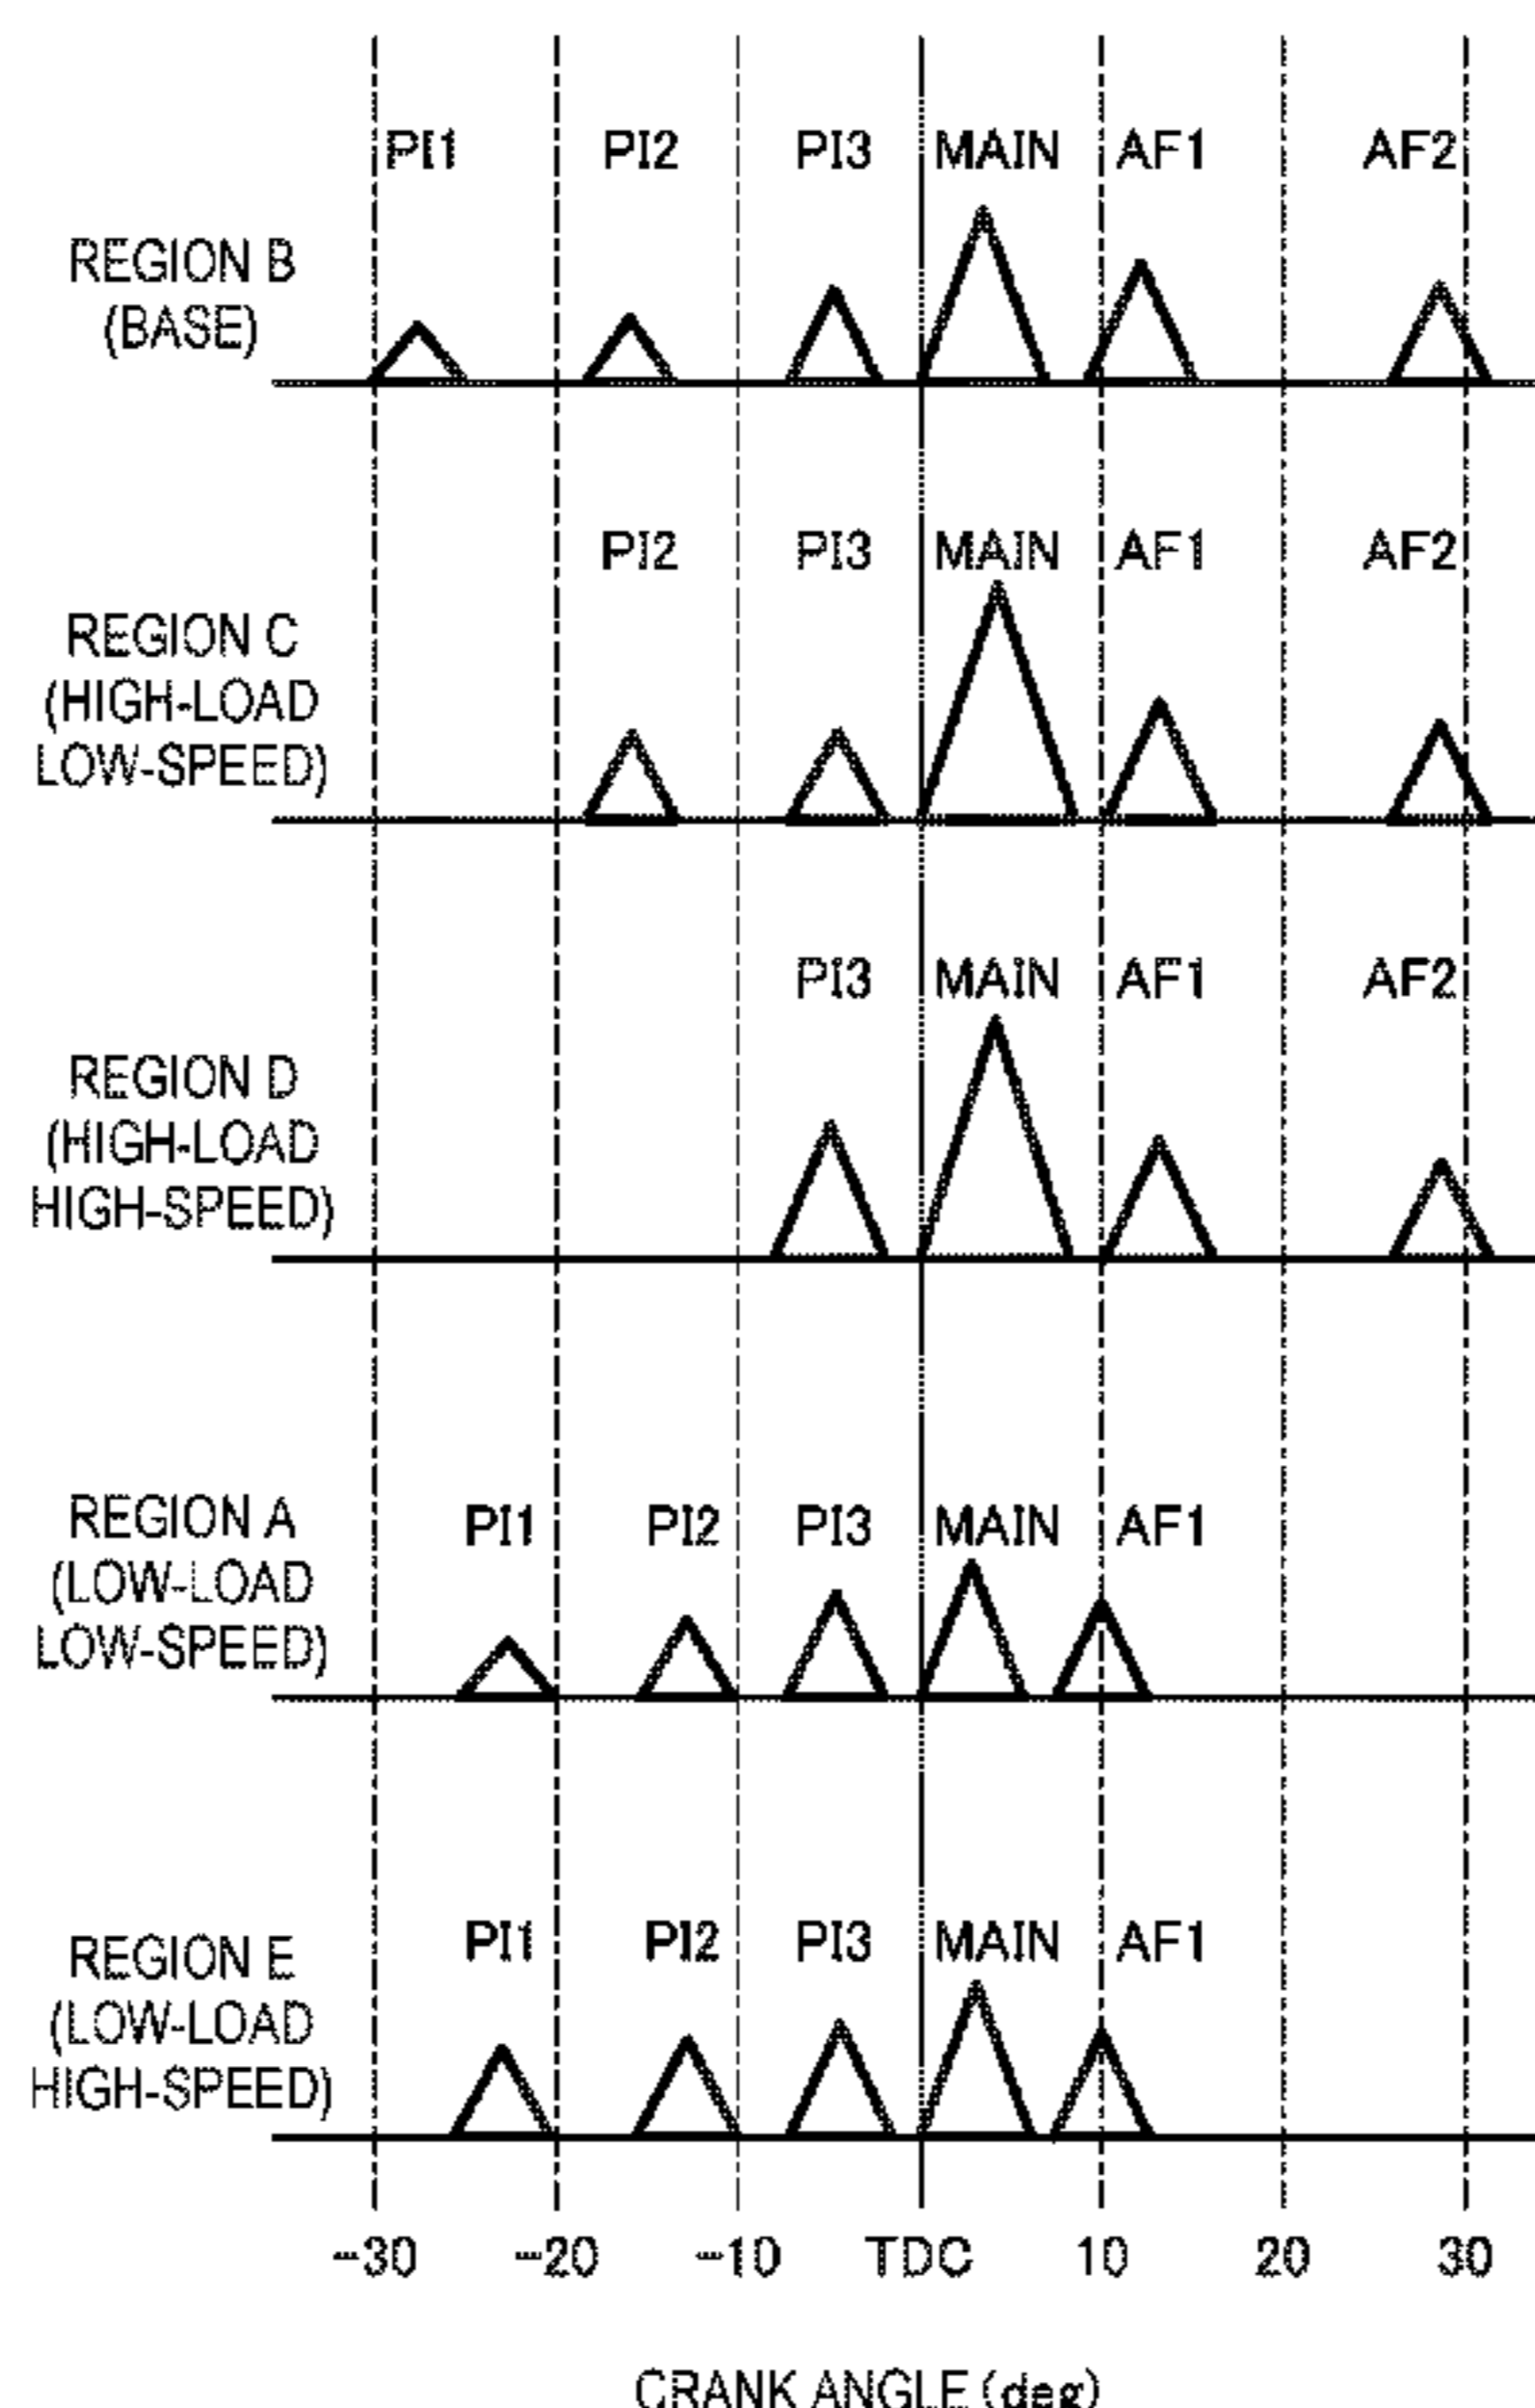 PI1 PI2 PI3 MAIN AF1 AF2
REGION B
(BASE)
PI2 PI3 MAIN AF1 AF2
REGION C
(HIGH-LOAD
LOW-SPEED)
PI3 MAIN AF1 AF2
REGION D
(HIGH-LOAD
HIGH-SPEED)
PI1 PI2 PI3 MAIN AF1
REGION A
(LOW-LOAD
LOW-SPEED)
PI1 PI2 PI3 MAIN AF1
REGION E
(LOW-LOAD
HIGH-SPEED)
-30 -20 -10 TDC 10 20 30
CRANK ANGLE (deg)